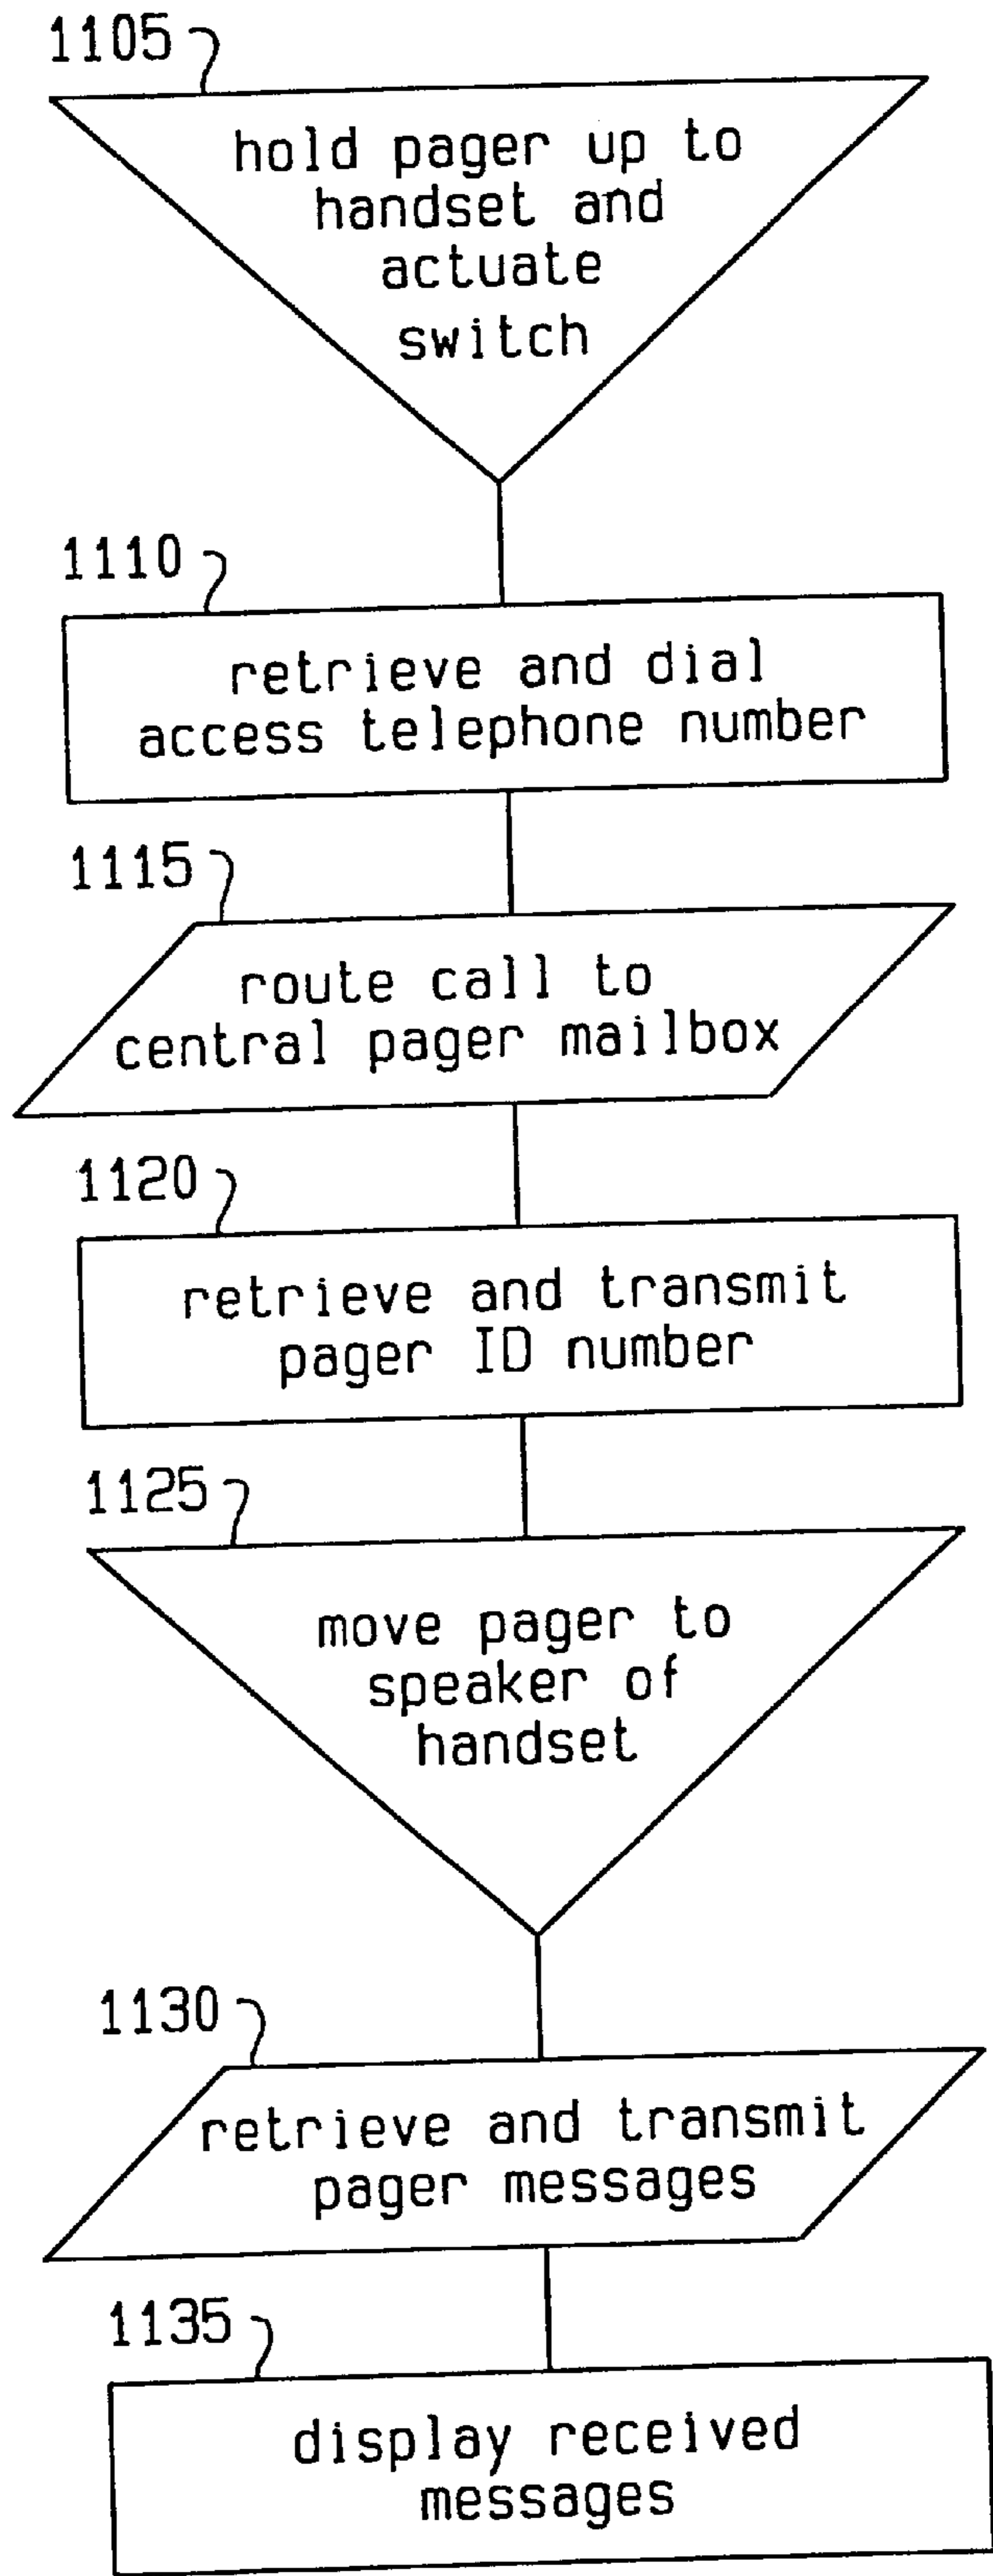 1105
hold pager up to
handset and
actuate
switch
1110
retrieve and dial
access telephone number
1115
route call to
central pager mailbox
1120
retrieve and transmit
pager ID number
1125
move pager to
speaker of
handset
1130
retrieve and transmit
pager messages
1135
display received
messages